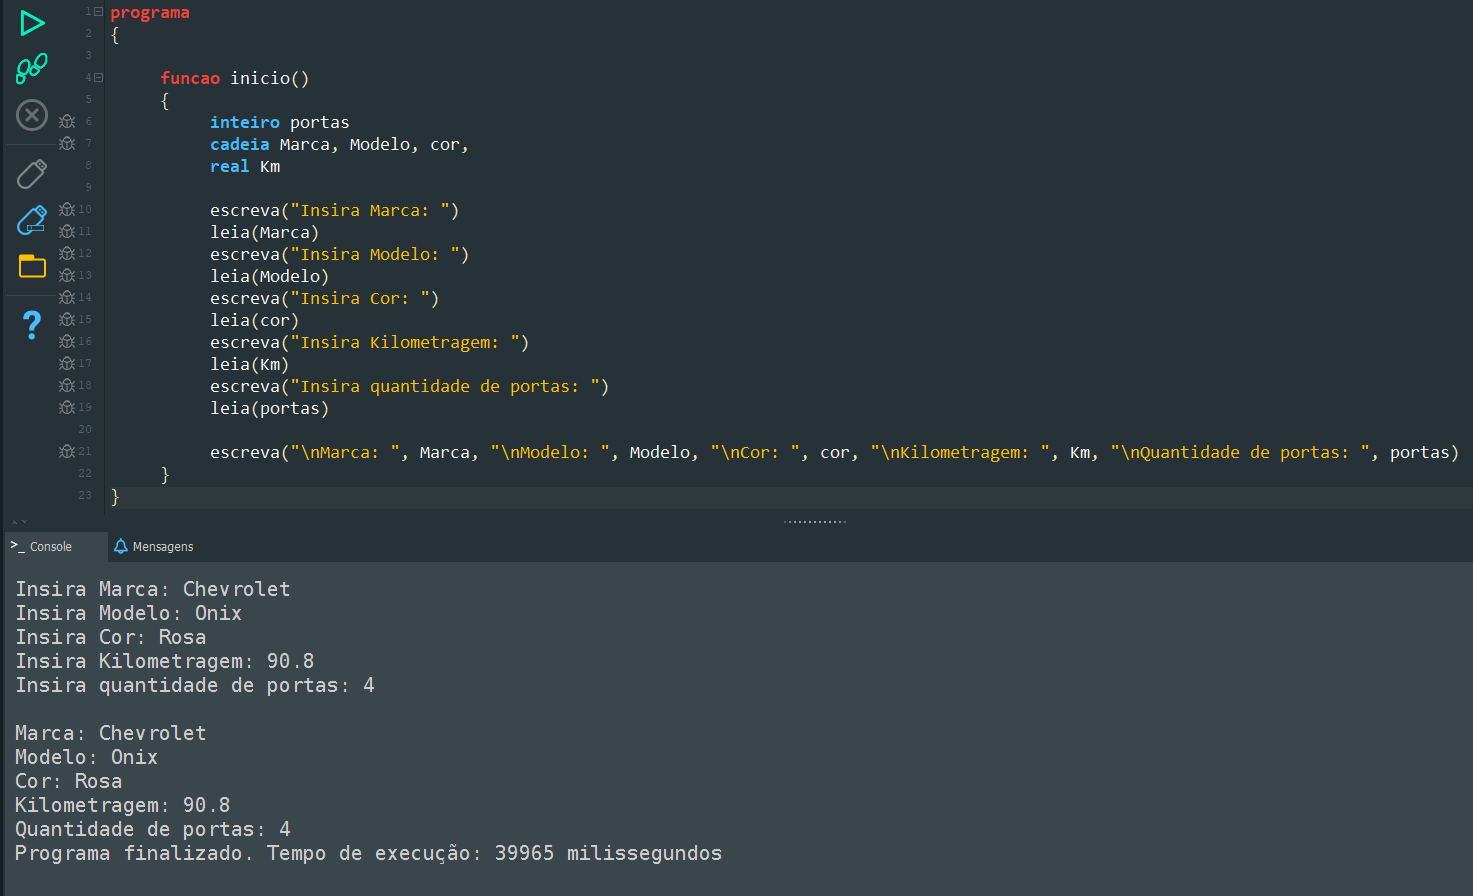 1 programa
2 {
3
4 funcao inicio()
5 {
6 inteiro portas
7 cadeia Marca, Modelo, cor,
8 real Km
9
10 escreva("Insira Marca: ")
11 leia(Marca)
12 escreva("Insira Modelo: ")
13 leia(Modelo)
14 escreva("Insira Cor: ")
15 leia(cor)
16 escreva("Insira Kilometragem: ")
17 leia(Km)
18 escreva("Insira quantidade de portas: ")
19 leia(portas)
20
21 escreva("\nMarca: ", Marca, "\nModelo: ", Modelo, "\nCor: ", cor, "\nKilometragem: ", Km, "\nQuantidade de portas: ", portas)
22 }
23 }
>_ Console Mensagens
Insira Marca: Chevrolet
Insira Modelo: Onix
Insira Cor: Rosa
Insira Kilometragem: 90.8
Insira quantidade de portas: 4
Marca: Chevrolet
Modelo: Onix
Cor: Rosa
Kilometragem: 90.8
Quantidade de portas: 4
Programa finalizado. Tempo de execução: 39965 milissegundos